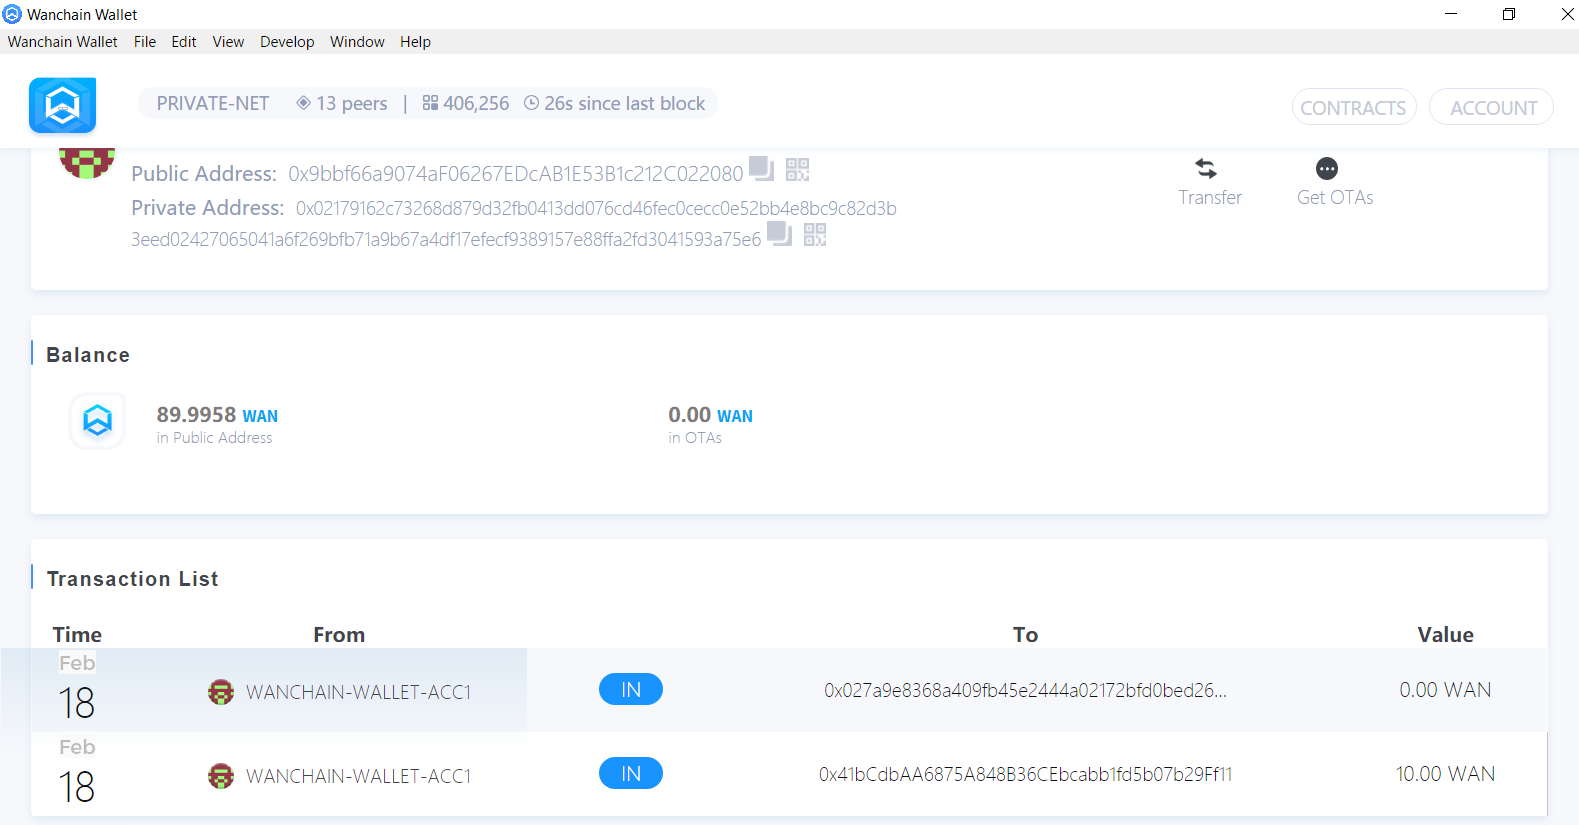 Wanchain Wallet
Wanchain Wallet File Edit View Develop Window Help
PRIVATE-NET 13 peers | 406,256 26s since last block
CONTRACTS ACCOUNT
Public Address: 0x9bbf66a9074aF06267EDcAB1E53B1c212C022080
Private Address: 0x02179162c73268d879d32fb0413dd076cd46fec0cecc0e52bb4e8bc9c82d3b
3eed02427065041a6f269bfb71a9b67a4df17efecf9389157e88ffa2fd3041593a75e6
Transfer Get OTAs
Balance
89.9958 WAN
in Public Address
0.00 WAN
in OTAs
Transaction List
Time From To Value
Feb
18 WANCHAIN-WALLET-ACC1 IN 0x027a9e8368a409fb45e2444a02172bfd0bed26... 0.00 WAN
Feb
18 WANCHAIN-WALLET-ACC1 IN 0x41bCdbAA6875A848B36CEbcabb1fd5b07b29Ff11 10.00 WAN